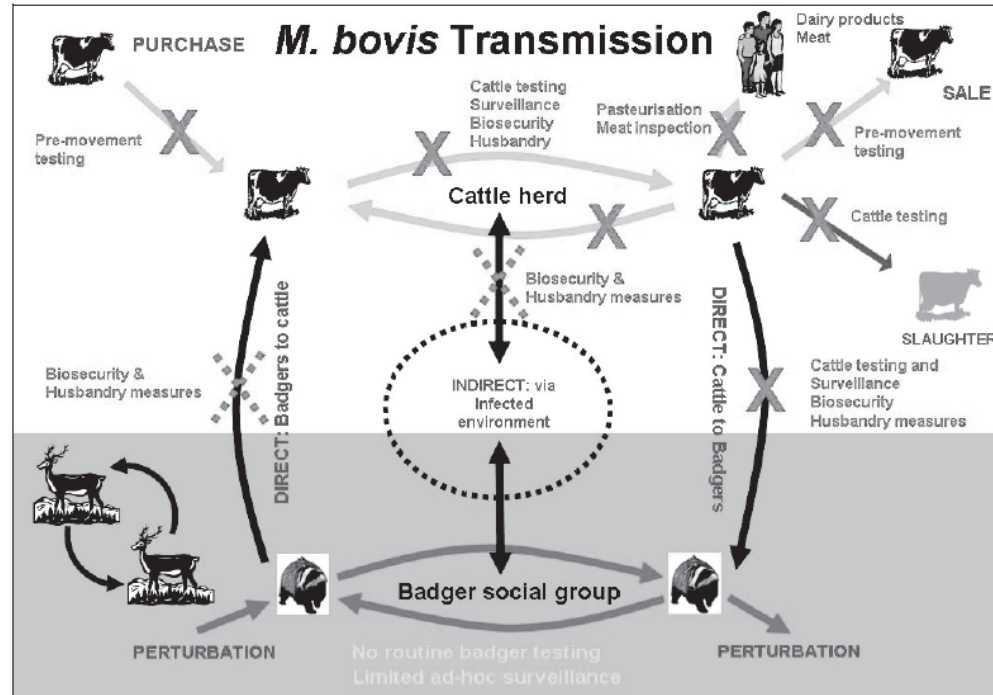 PURCHASE
M. bovis Transmission
Dairy products
Meat
SALE
Pre-movement
testing
Cattle testing
Surveillance
Biosecurity
Husbandry
Pasteurisation
Meat inspection
Pre-movement
testing
Cattle herd
Cattle testing
Biosecurity &
Husbandry measures
SLAUGHTER
DIRECT: Badgers to cattle
DIRECT: Cattle to Badgers
Biosecurity &
Husbandry measures
INDIRECT: via
Infected
environment
Cattle testing and
Surveillance
Biosecurity
Husbandry measures
Badger social group
PERTURBATION
PERTURBATION
No routine badger testing
Limited ad-hoc surveillance